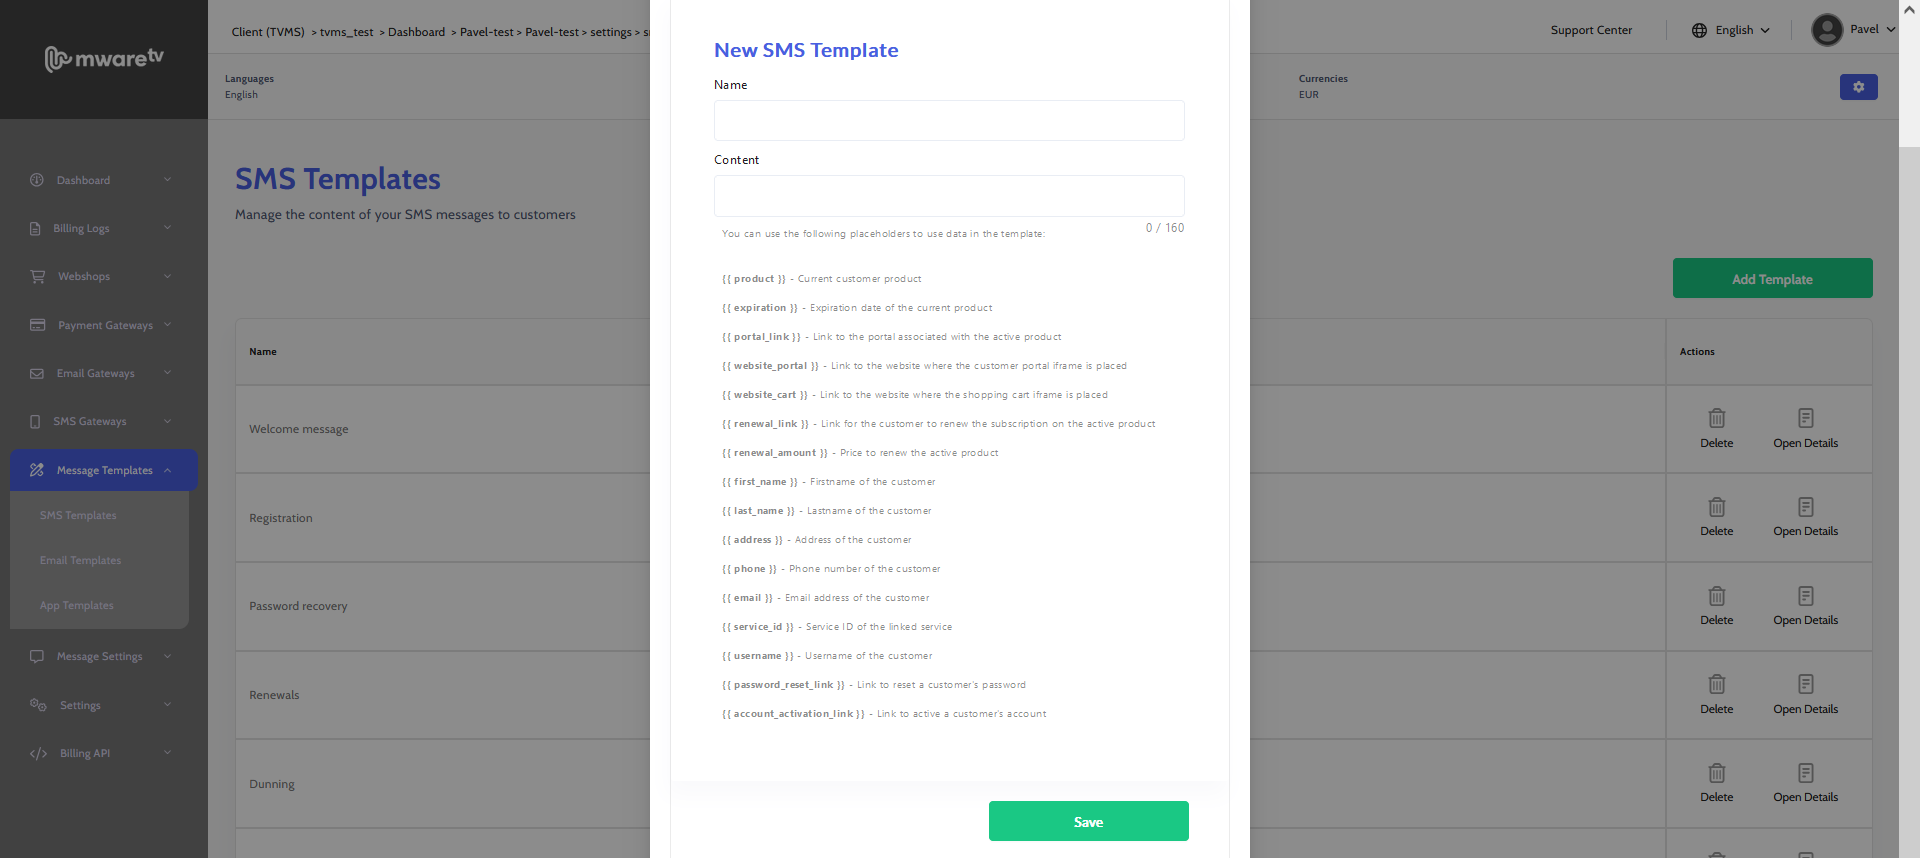 mwaretv
Client (TVMS) > tvms_test > Dashboard > Pavel-test > Pavel-test > settings >
Support Center
English
Pavel
Languages
English
Currencies
EUR
Dashboard
Billing Logs
Webshops
Payment Gateways
Email Gateways
SMS Gateways
Message Templates
SMS Templates
Email Templates
App Templates
Message Settings
Settings
Billing API
SMS Templates
Manage the content of your SMS messages to customers
Add Template
Name
Actions
Welcome message
Delete
Open Details
Registration
Delete
Open Details
Password recovery
Delete
Open Details
Renewals
Delete
Open Details
Dunning
Delete
Open Details
New SMS Template
Name
Content
0 / 160
You can use the following placeholders to use data in the template:
{{ product }} - Current customer product
{{ expiration }} - Expiration date of the current product
{{ portal_link }} - Link to the portal associated with the active product
{{ website_portal }} - Link to the website where the customer portal iframe is placed
{{ website_cart }} - Link to the website where the shopping cart iframe is placed
{{ renewal_link }} - Link for the customer to renew the subscription on the active product
{{ renewal_amount }} - Price to renew the active product
{{ first_name }} - Firstname of the customer
{{ last_name }} - Lastname of the customer
{{ address }} - Address of the customer
{{ phone }} - Phone number of the customer
{{ email }} - Email address of the customer
{{ service_id }} - Service ID of the linked service
{{ username }} - Username of the customer
{{ password_reset_link }} - Link to reset a customer's password
{{ account_activation_link }} - Link to active a customer's account
Save